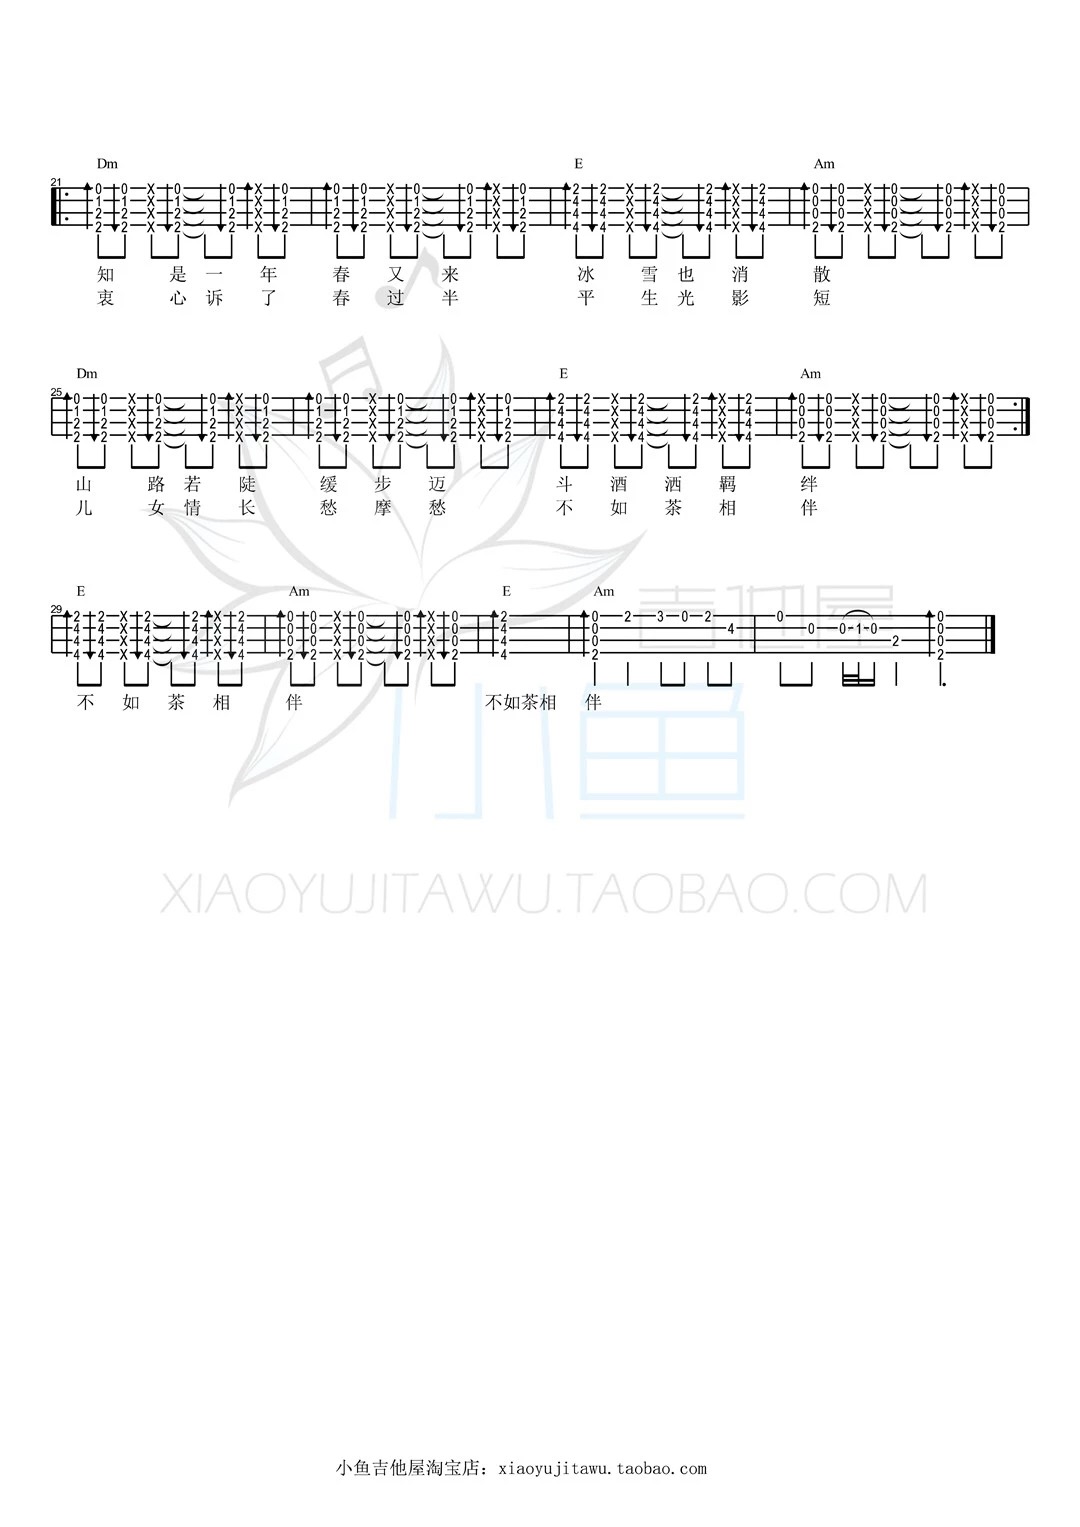 Dm E Am
21
知 是 一 年 春 又 来 冰 雪 也 消 散
衷 心 诉 了 春 过 半 平 生 光 影 短
Dm E Am
25
山 路 若 陡 缓 步 迈 斗 酒 洒 羁 绊
儿 女 情 长 愁 摩 愁 不 如 茶 相 伴
E Am E Am
29
不 如 茶 相 伴 不如茶相 伴
吉他屋
小鱼
XIAOYUJITAWU.TAOBAO.COM
小鱼吉他屋淘宝店：xiaoyujitawu.taobao.com